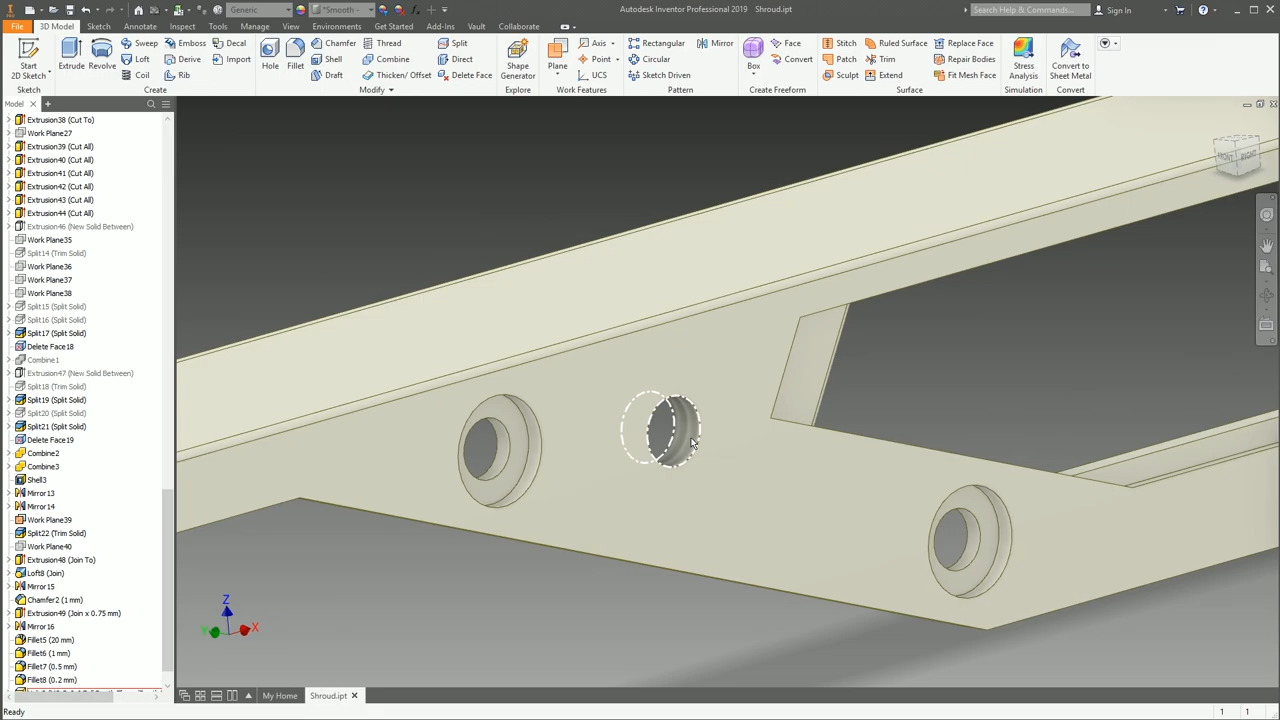 Generic
*Smooth -
Autodesk Inventor Professional 2019 Shroud.ipt
Search Help & Commands...
Sign In
File 3D Model Sketch Annotate Inspect Tools Manage View Environments Get Started Add-Ins Vault Collaborate
Start
2D Sketch
Extrude
Revolve
Sweep
Loft
Coil
Emboss
Derive
Rib
Decal
Import
Hole
Fillet
Chamfer
Shell
Draft
Thread
Combine
Thicken/ Offset
Split
Direct
Delete Face
Shape
Generator
Plane
Axis
Point
UCS
Rectangular
Circular
Sketch Driven
Mirror
Box
Face
Convert
Stitch
Patch
Sculpt
Ruled Surface
Trim
Extend
Replace Face
Repair Bodies
Fit Mesh Face
Stress
Analysis
Convert to
Sheet Metal
Sketch Create Modify Explore Work Features Pattern Create Freeform Surface Simulation Convert
Model
Extrusion38 (Cut To)
Work Plane27
Extrusion39 (Cut All)
Extrusion40 (Cut All)
Extrusion41 (Cut All)
Extrusion42 (Cut All)
Extrusion43 (Cut All)
Extrusion44 (Cut All)
Extrusion46 (New Solid Between)
Work Plane35
Split14 (Trim Solid)
Work Plane36
Work Plane37
Work Plane38
Split15 (Split Solid)
Split16 (Split Solid)
Split17 (Split Solid)
Delete Face18
Combine1
Extrusion47 (New Solid Between)
Split18 (Trim Solid)
Split19 (Split Solid)
Split20 (Split Solid)
Split21 (Split Solid)
Delete Face19
Combine2
Combine3
Shell3
Mirror13
Mirror14
Work Plane39
Split22 (Trim Solid)
Work Plane40
Extrusion48 (Join To)
Loft8 (Join)
Mirror15
Chamfer2 (1 mm)
Extrusion49 (Join x 0.75 mm)
Mirror16
Fillet5 (20 mm)
Fillet6 (1 mm)
Fillet7 (0.5 mm)
Fillet8 (0.2 mm)
FRONT RIGHT
Z
Y
X
My Home
Shroud.ipt
Ready
1 1